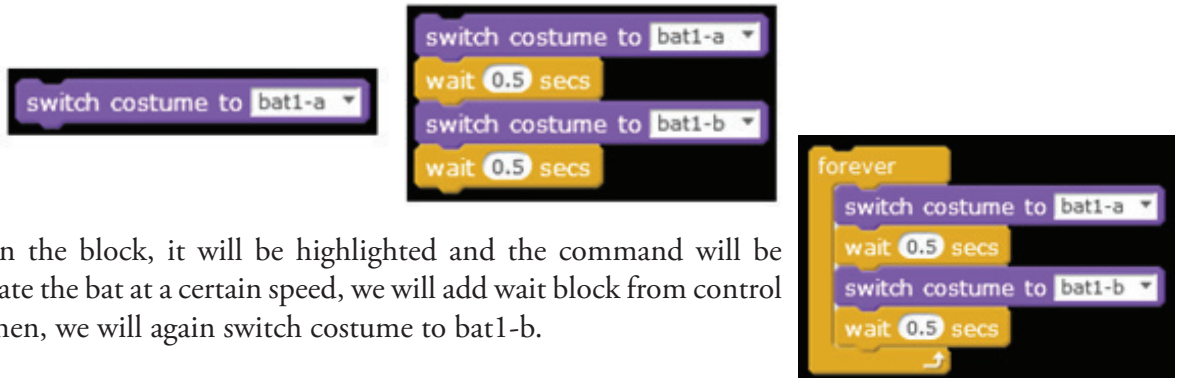 switch costume to bat1-a
switch costume to bat1-a
wait 0.5 secs
switch costume to bat1-b
wait 0.5 secs
forever
switch costume to bat1-a
wait 0.5 secs
switch costume to bat1-b
wait 0.5 secs
n the block, it will be highlighted and the command will be
ate the bat at a certain speed, we will add wait block from control
hen, we will again switch costume to bat1-b.